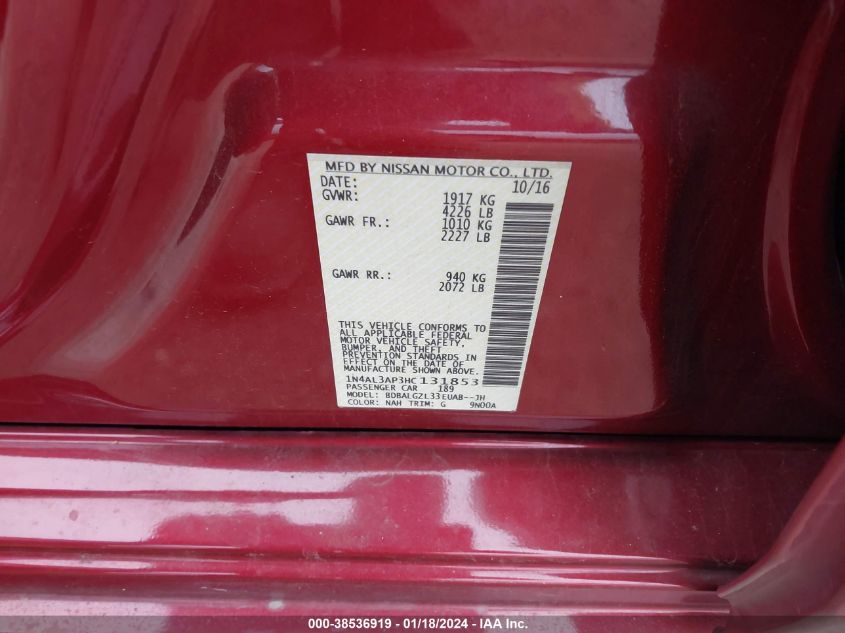 MFD BY NISSAN MOTOR CO., LTD.
DATE: 10/16
GVWR: 1917 KG
4226 LB
GAWR FR.: 1010 KG
2227 LB
GAWR RR.: 940 KG
2072 LB
THIS VEHICLE CONFORMS TO
ALL APPLICABLE FEDERAL
MOTOR VEHICLE SAFETY,
BUMPER, AND THEFT
PREVENTION STANDARDS IN
EFFECT ON THE DATE OF
MANUFACTURE SHOWN ABOVE.
1N4AL3AP3HC131853
PASSENGER CAR 189
MODEL: BDBALGZL33EUAB--JH
COLOR: NAH TRIM: G 9N00A
000-38536919 - 01/18/2024 - IAA Inc.